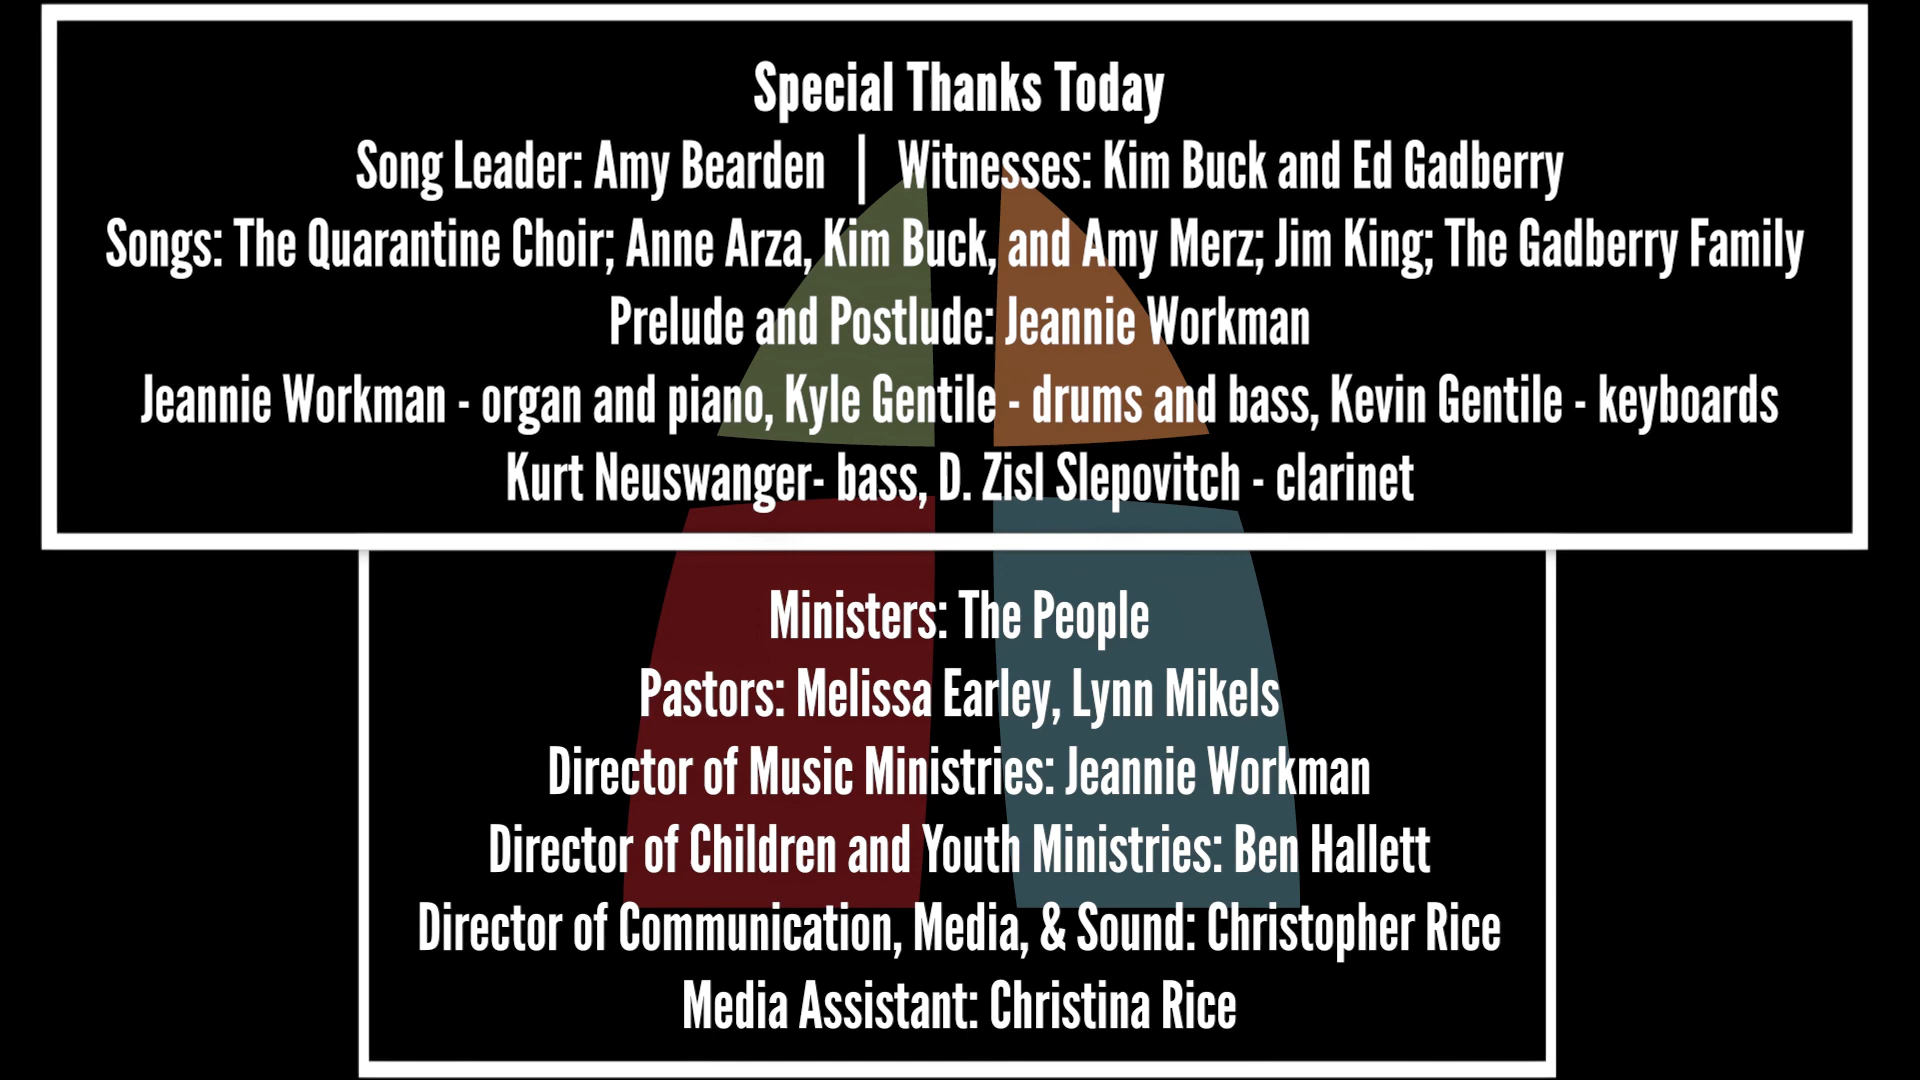 Special Thanks Today
Song Leader: Amy Bearden | Witnesses: Kim Buck and Ed Gadberry
Songs: The Quarantine Choir; Anne Arza, Kim Buck, and Amy Merz; Jim King; The Gadberry Family
Prelude and Postlude: Jeannie Workman
Jeannie Workman - organ and piano, Kyle Gentile - drums and bass, Kevin Gentile - keyboards
Kurt Neuswanger- bass, D. Zisl Slepovitch - clarinet
Ministers: The People
Pastors: Melissa Earley, Lynn Mikels
Director of Music Ministries: Jeannie Workman
Director of Children and Youth Ministries: Ben Hallett
Director of Communication, Media, & Sound: Christopher Rice
Media Assistant: Christina Rice